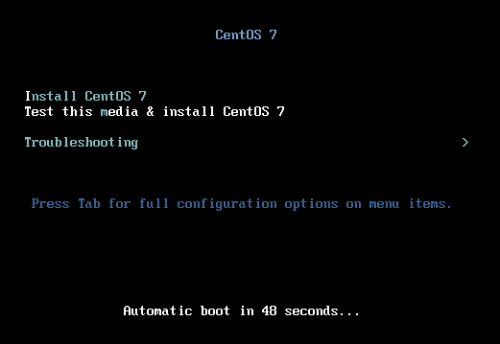 CentOS 7
Install CentOS 7
Test this media & install CentOS 7
Troubleshooting >
Press Tab for full configuration options on menu items.
Automatic boot in 48 seconds...